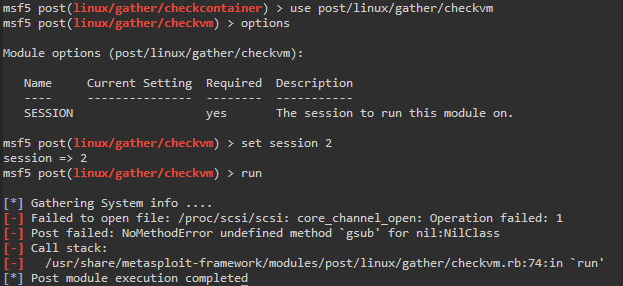 msf5 post(linux/gather/checkcontainer) > use post/linux/gather/checkvm
msf5 post(linux/gather/checkvm) > options
Module options (post/linux/gather/checkvm):
Name     Current Setting  Required  Description
----     ---------------  --------  -----------
SESSION                   yes       The session to run this module on.
msf5 post(linux/gather/checkvm) > set session 2
session => 2
msf5 post(linux/gather/checkvm) > run
[*] Gathering System info ....
[-] Failed to open file: /proc/scsi/scsi: core_channel_open: Operation failed: 1
[-] Post failed: NoMethodError undefined method `gsub' for nil:NilClass
[-] Call stack:
[-]   /usr/share/metasploit-framework/modules/post/linux/gather/checkvm.rb:74:in `run'
[*] Post module execution completed